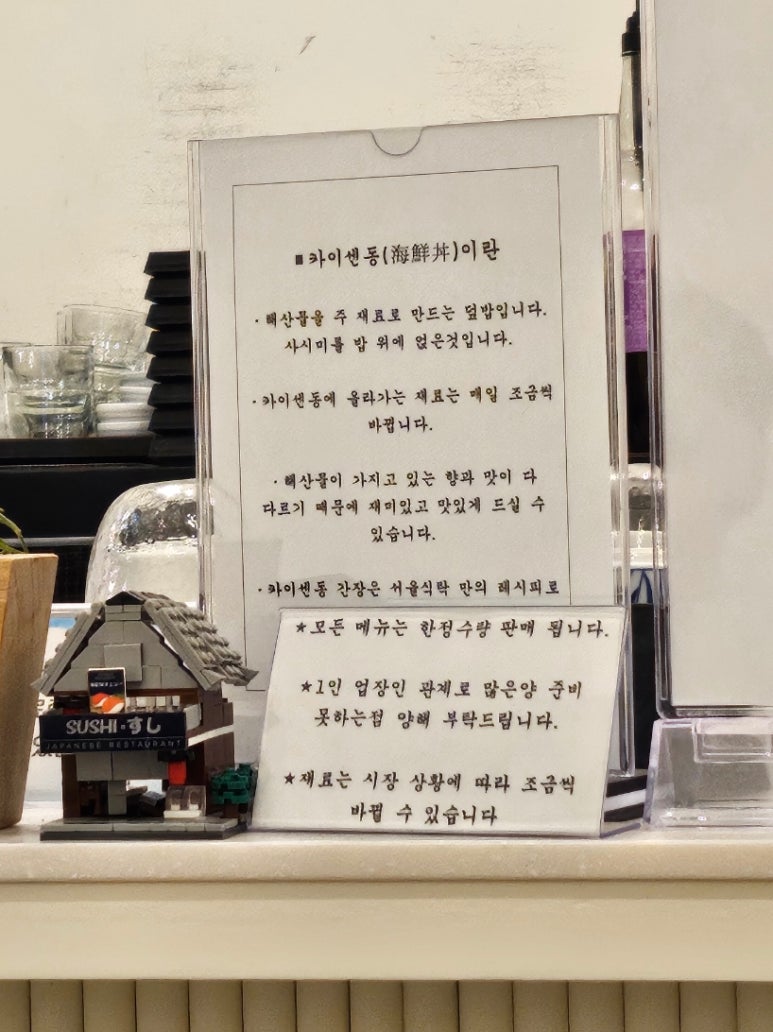 ■ 카이센동(海鮮丼)이란
· 해산물을 주 재료로 만드는 덮밥입니다.
사시미를 밥 위에 얹은것입니다.
· 카이센동에 올라가는 재료는 매일 조금씩
바뀝니다.
· 해산물이 가지고 있는 향과 맛이 다
다르기 때문에 재미있고 맛있게 드실 수
있습니다.
· 카이센동 간장은 서울식탁 만의 레시피로
★모든 메뉴는 한정수량 판매 됩니다.
★1인 업장인 관계로 많은양 준비
못하는점 양해 부탁드립니다.
★재료는 시장 상황에 따라 조금씩
바뀔 수 있습니다
SUSHI·すし
JAPANESE RESTAURANT